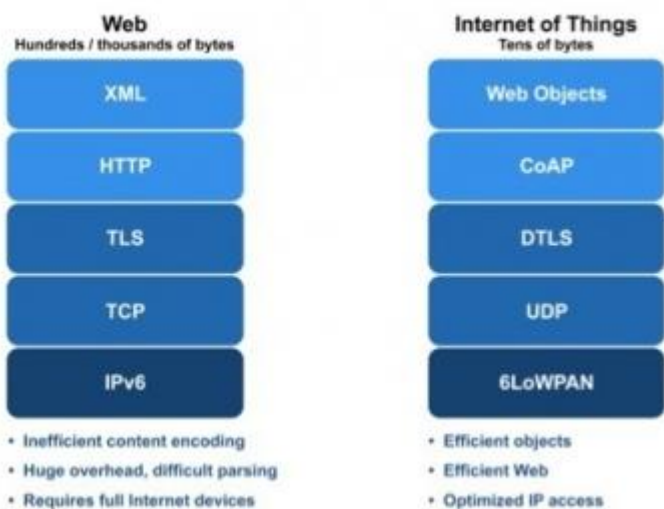 Web
Hundreds / thousands of bytes
XML
HTTP
TLS
TCP
IPv6
• Inefficient content encoding
• Huge overhead, difficult parsing
• Requires full Internet devices
Internet of Things
Tens of bytes
Web Objects
CoAP
DTLS
UDP
6LoWPAN
• Efficient objects
• Efficient Web
• Optimized IP access